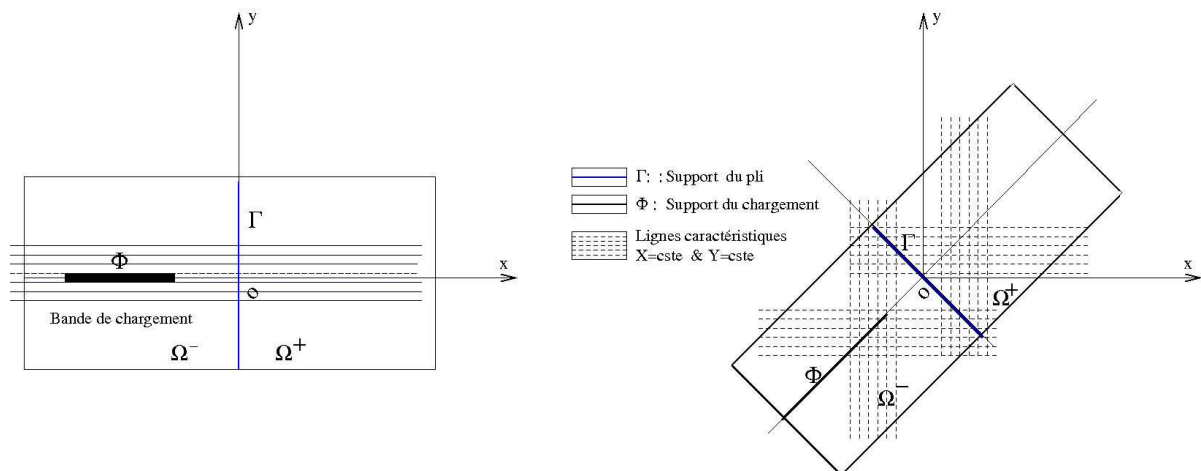 y
Γ
Φ
x
o
Bande de chargement
Ω⁻ Ω⁺
Γ: : Support du pli
Φ : Support du chargement
Lignes caractéristiques
X=cste & Y=cste
y
Γ
x
o
Ω⁺
Φ
Ω⁻